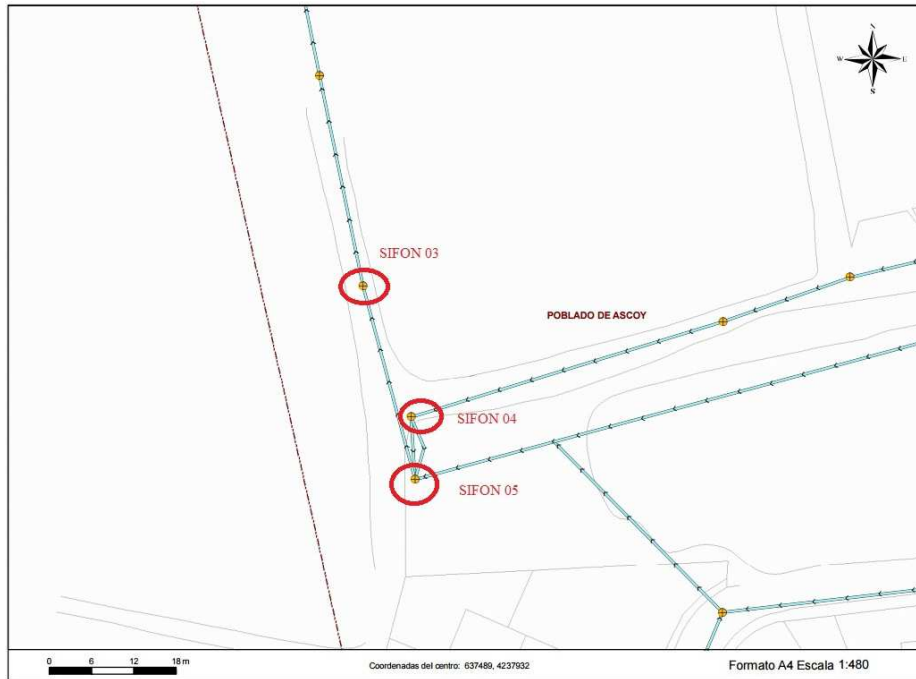 N
W E
S
SIFON 03
POBLADO DE ASCOY
SIFON 04
SIFON 05
0 6 12 18 m
Coordenadas del centro: 637489, 4237932
Formato A4 Escala 1:480